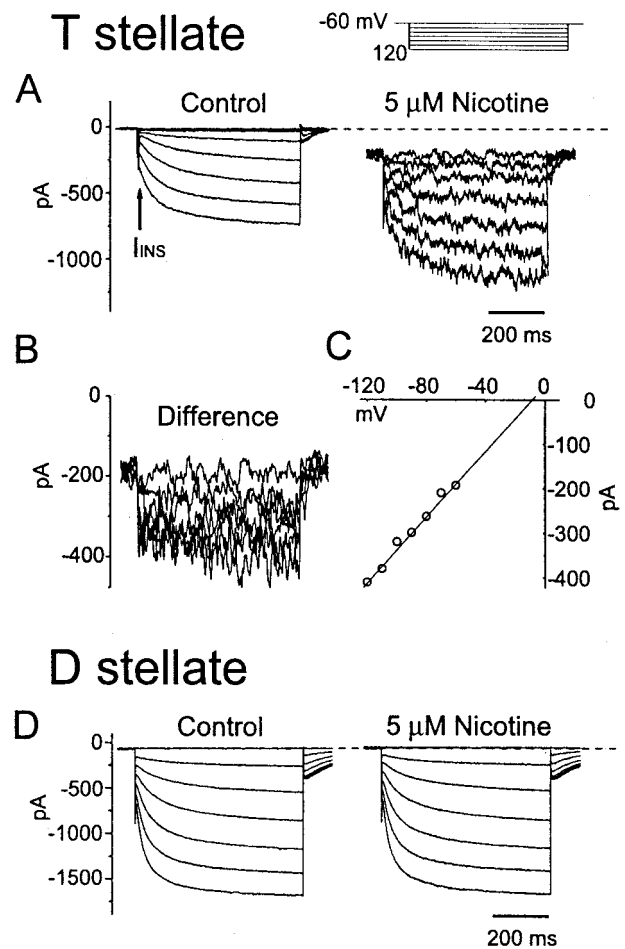 T stellate
-60 mV
120
A
Control
5 μM Nicotine
0
-500
-1000
pA
IINS
200 ms
B
Difference
0
-200
-400
pA
C
-120
-80
-40
0
mV
0
-100
-200
-300
-400
pA
D stellate
D
Control
5 μM Nicotine
0
-500
-1000
-1500
pA
200 ms